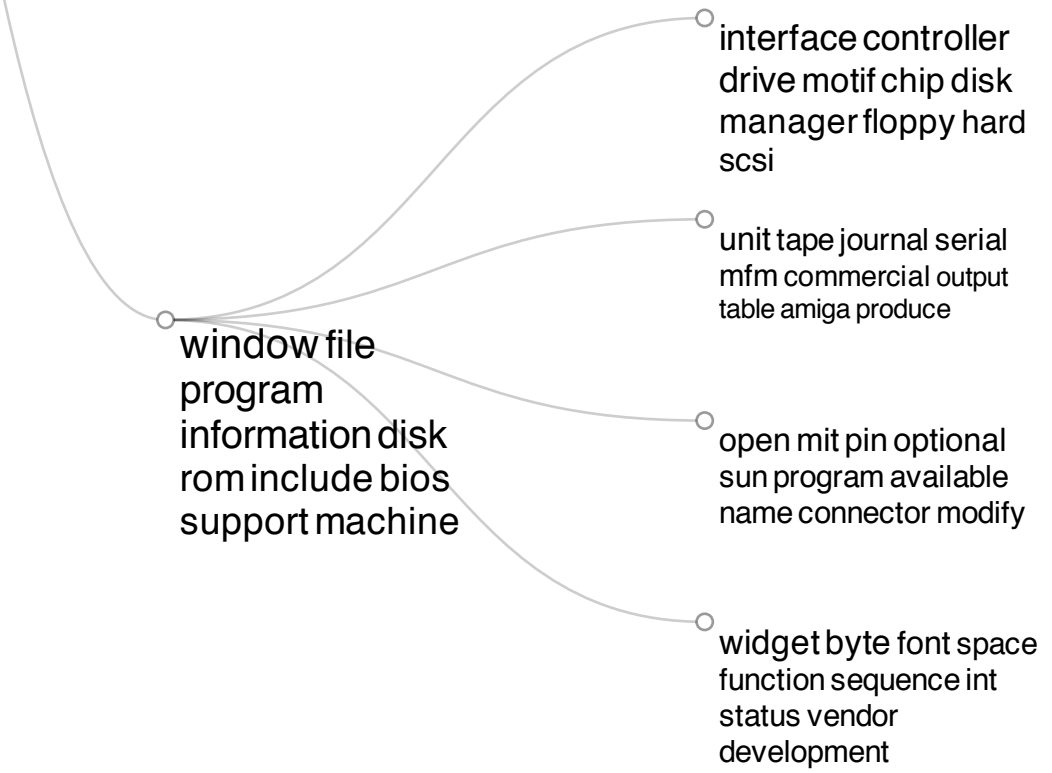 interface controller
drive motif chip disk
manager floppy hard
scsi
unit tape journal serial
mfm commercial output
table amiga produce
window file
program
information disk
rom include bios
support machine
open mit pin optional
sun program available
name connector modify
widget byte font space
function sequence int
status vendor
development